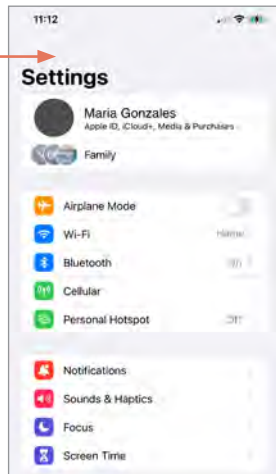 11:12
Settings
Maria Gonzales
Apple ID, iCloud+, Media & Purchases
Family
Airplane Mode
Wi-Fi
Bluetooth
On
Cellular
Personal Hotspot
Off
Notifications
Sounds & Haptics
Focus
Screen Time